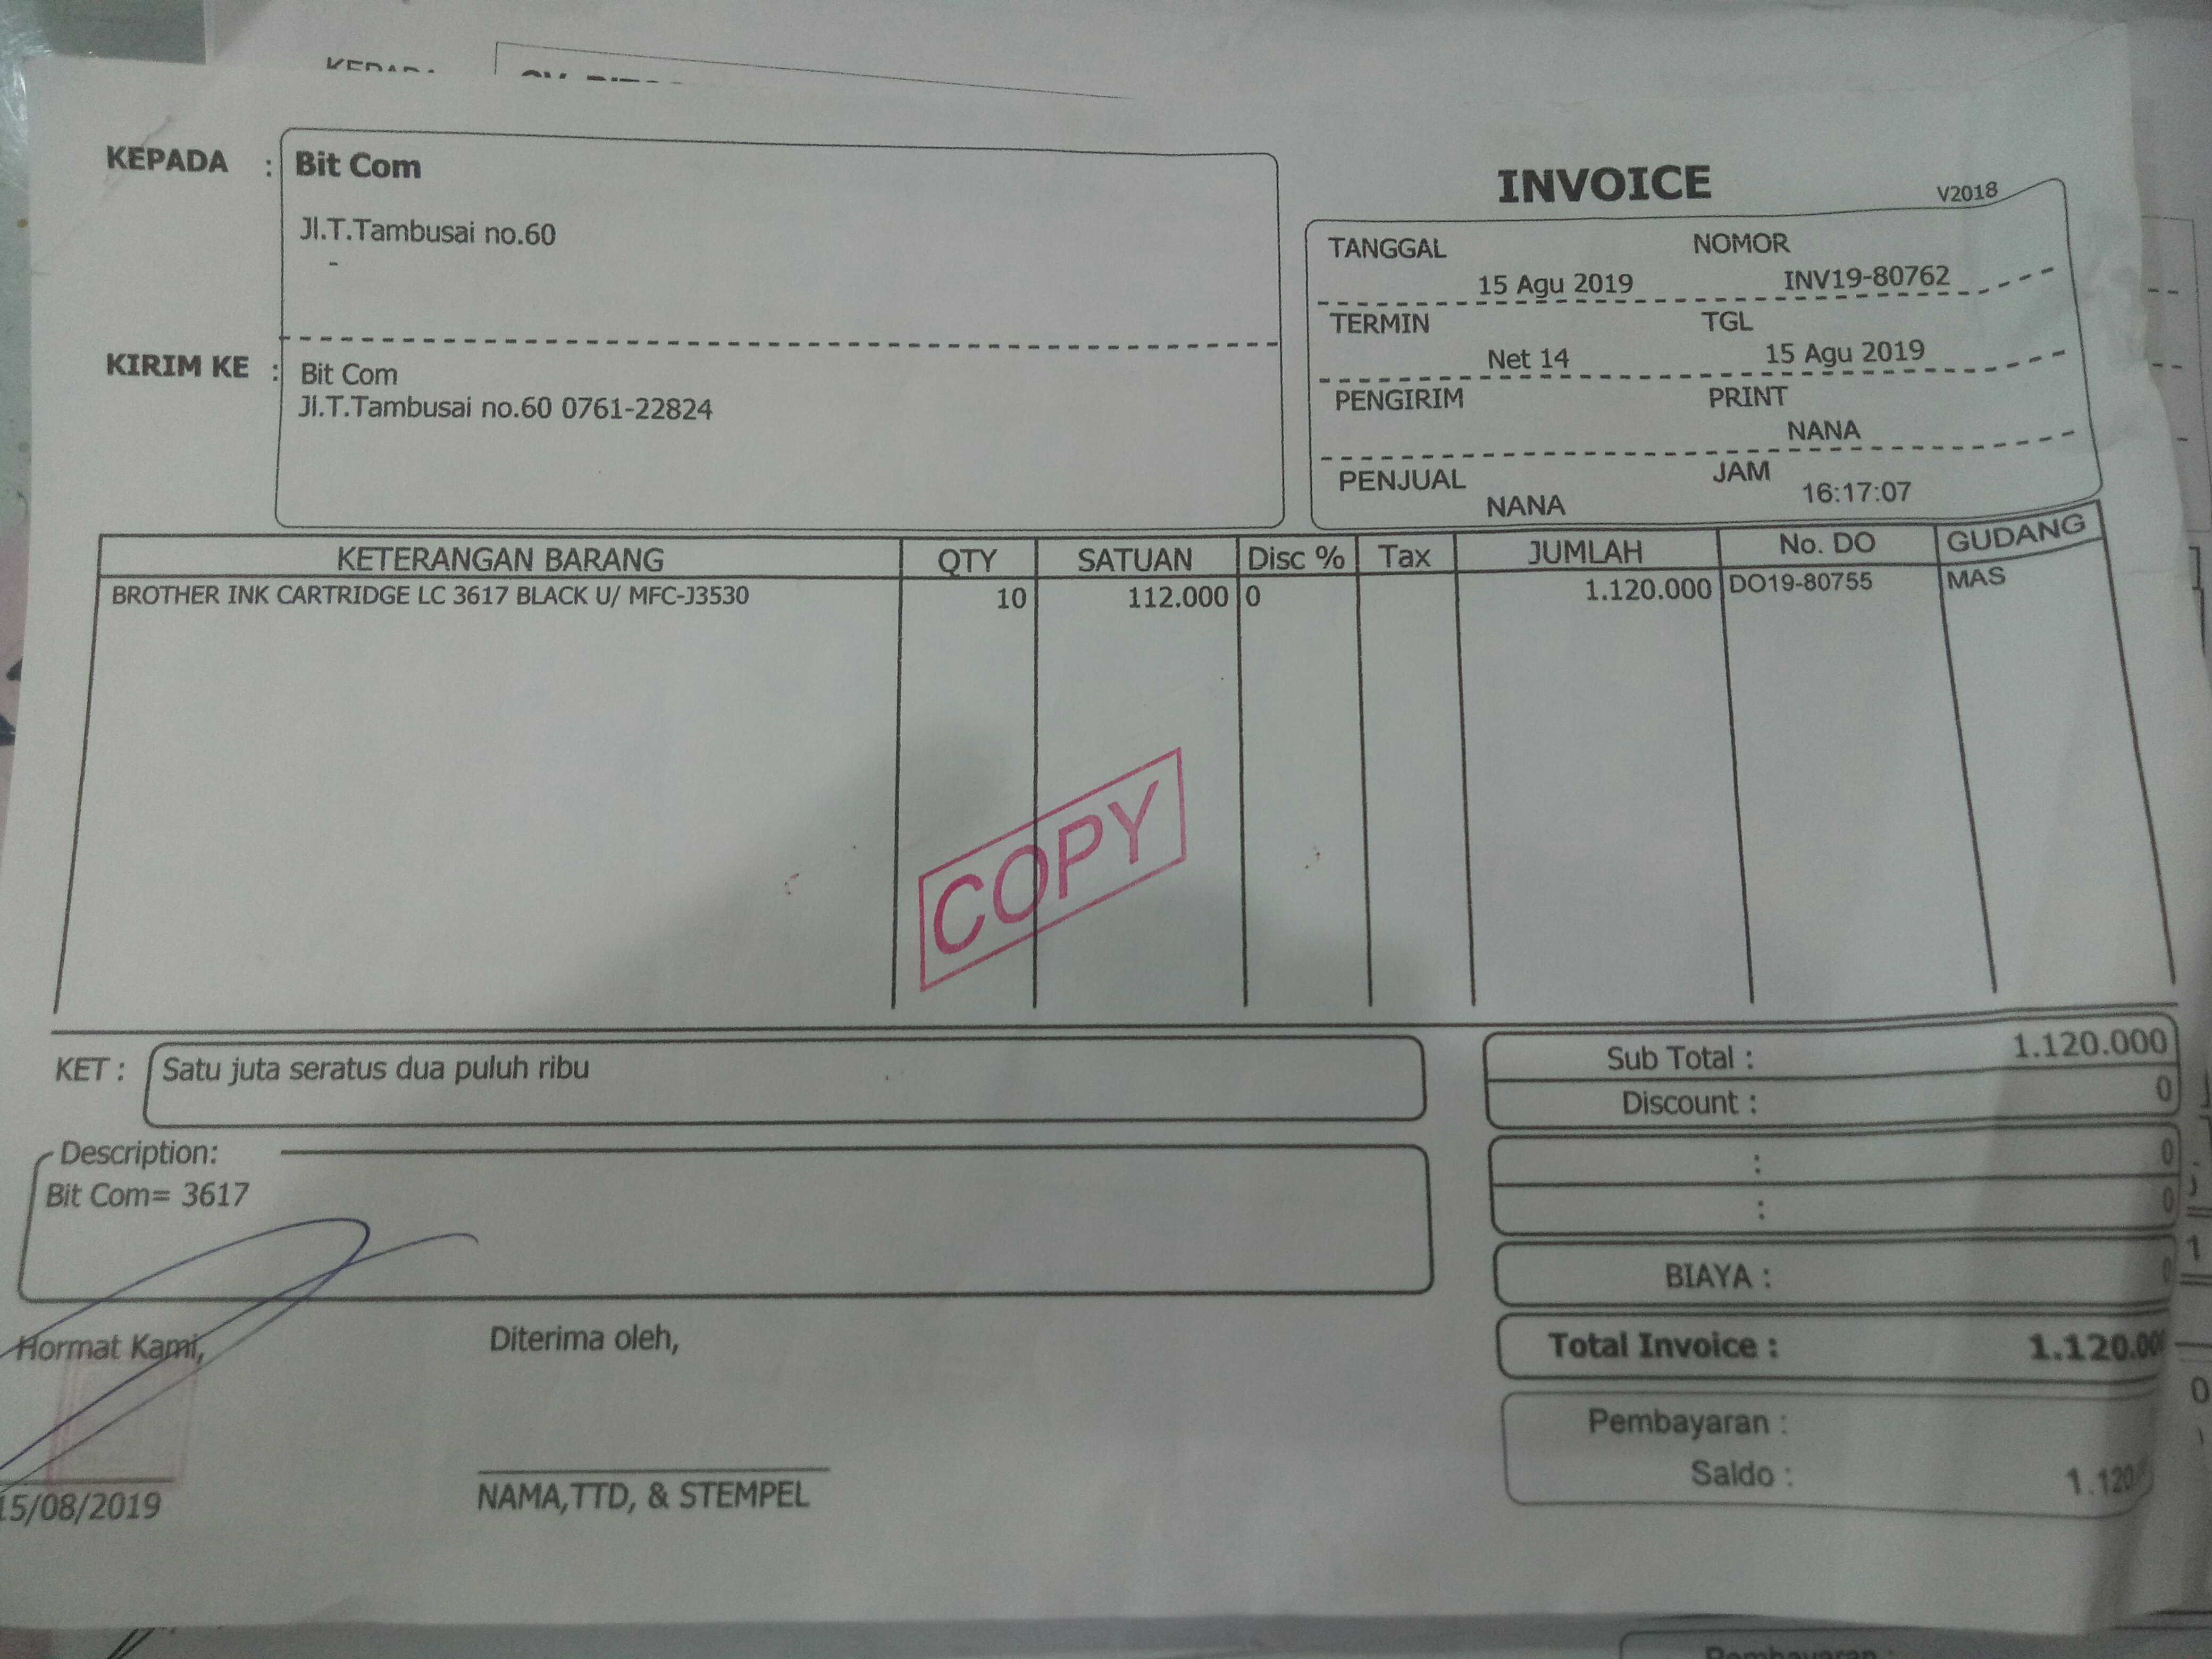 KEPADA : Bit Com
Jl.T.Tambusai no.60
-
KIRIM KE : Bit Com
Jl.T.Tambusai no.60 0761-22824
INVOICE V2018
TANGGAL NOMOR
15 Agu 2019 INV19-80762
TERMIN TGL
Net 14 15 Agu 2019
PENGIRIM PRINT
NANA
PENJUAL JAM
NANA 16:17:07
KETERANGAN BARANG QTY SATUAN Disc % Tax JUMLAH No. DO GUDANG
BROTHER INK CARTRIDGE LC 3617 BLACK U/ MFC-J3530 10 112.000 0 1.120.000 DO19-80755 MAS
COPY
KET : Satu juta seratus dua puluh ribu
Description:
Bit Com= 3617
Sub Total : 1.120.000
Discount : 0
: 0
: 0
BIAYA : 0
Total Invoice : 1.120.000
Pembayaran :
Saldo :
Hormat Kami,
15/08/2019
Diterima oleh,
NAMA,TTD, & STEMPEL